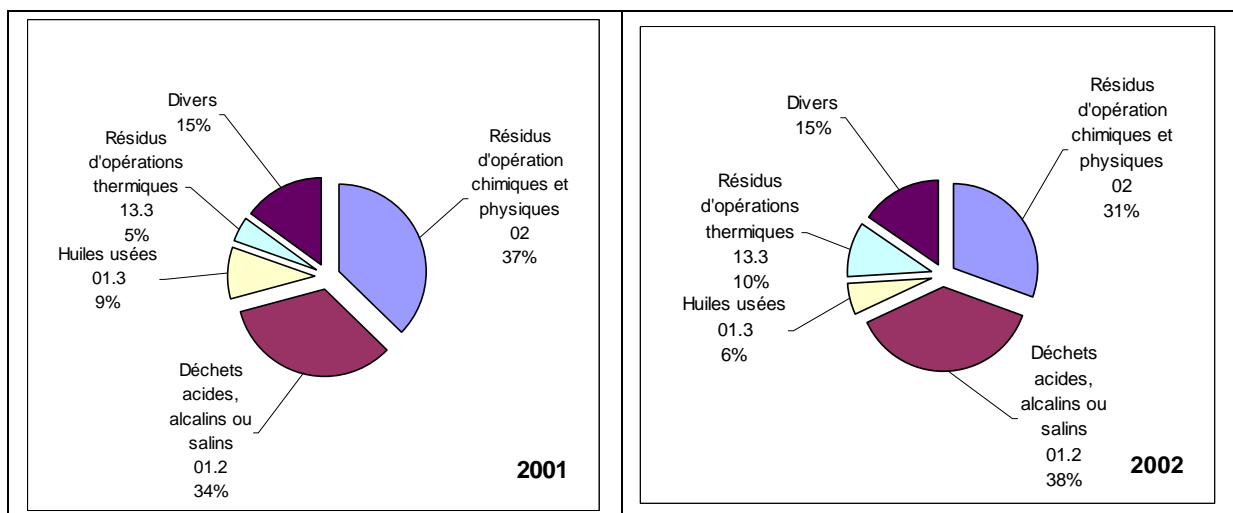 Divers
15%
Résidus
d'opérations
thermiques
13.3
5%
Huiles usées
01.3
9%
Déchets
acides,
alcalins ou
salins
01.2
34%
Résidus
d'opération
chimiques et
physiques
02
37%
2001
Divers
15%
Résidus
d'opérations
thermiques
13.3
10%
Huiles usées
01.3
6%
Résidus
d'opération
chimiques et
physiques
02
31%
Déchets
acides,
alcalins ou
salins
01.2
38%
2002